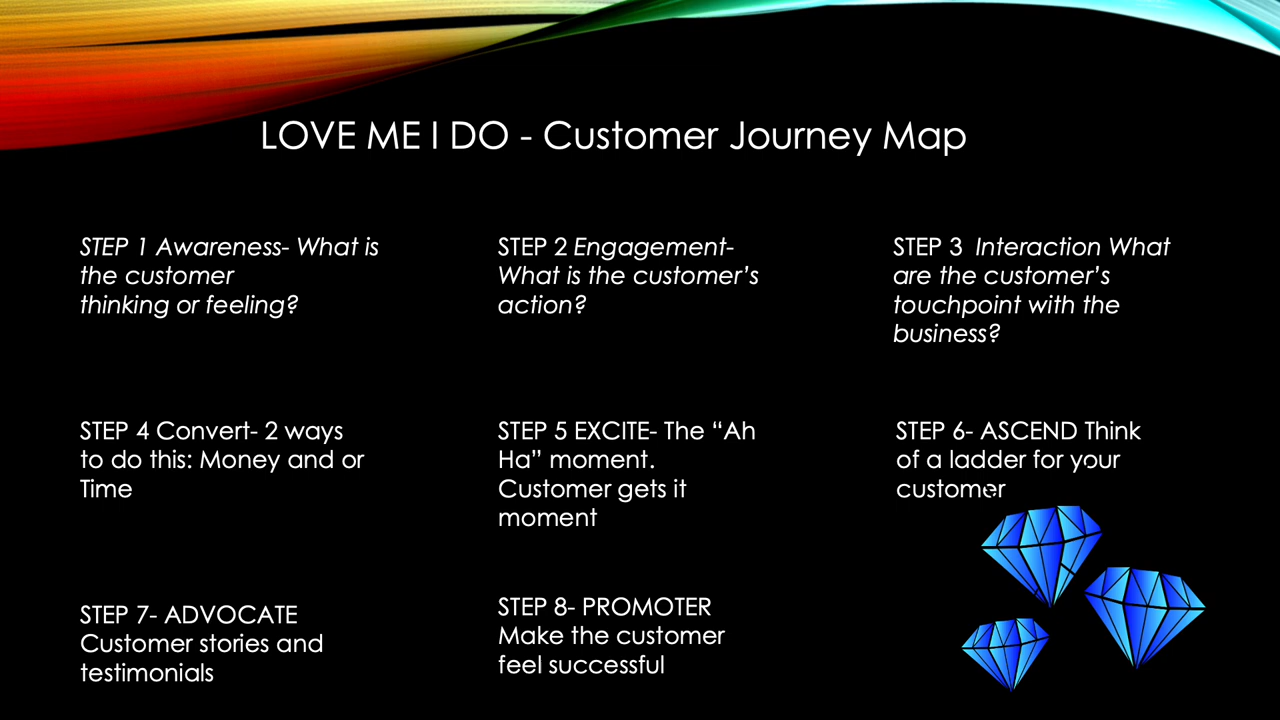 LOVE ME I DO - Customer Journey Map
STEP 1 Awareness- What is
the customer
thinking or feeling?
STEP 2 Engagement-
What is the customer’s
action?
STEP 3  Interaction What
are the customer’s
touchpoint with the
business?
STEP 4 Convert- 2 ways
to do this: Money and or
Time
STEP 5 EXCITE- The “Ah
Ha” moment.
Customer gets it
moment
STEP 6- ASCEND Think
of a ladder for your
customer
STEP 7- ADVOCATE
Customer stories and
testimonials
STEP 8- PROMOTER
Make the customer
feel successful